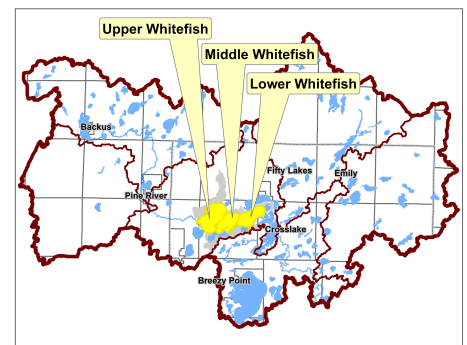 Upper Whitefish
Middle Whitefish
Lower Whitefish
Backus
Fifty Lakes
Emily
Pine River
Crosslake
Breezy Point